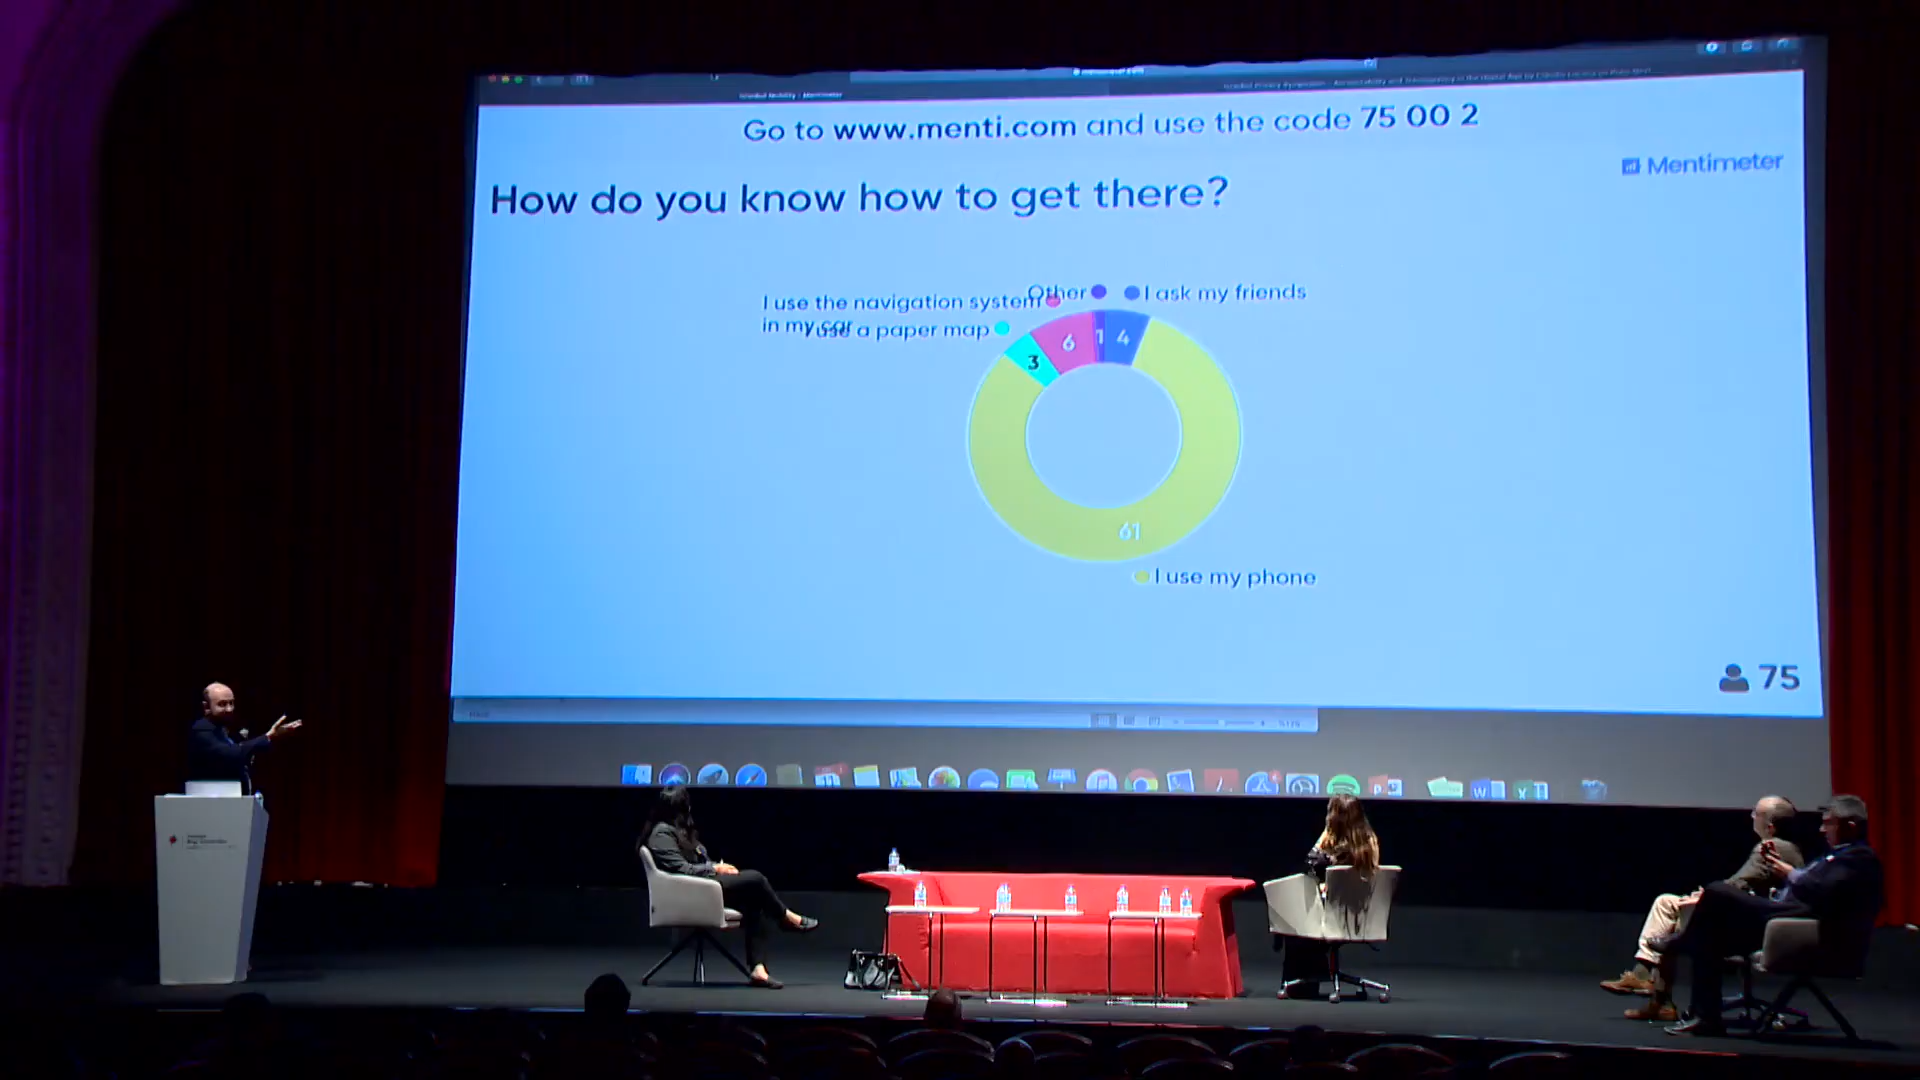 Go to www.menti.com and use the code 75 00 2
Mentimeter
How do you know how to get there?
Other
I ask my friends
I use the navigation system
in my car
I use a paper map
6
1
4
3
61
I use my phone
75